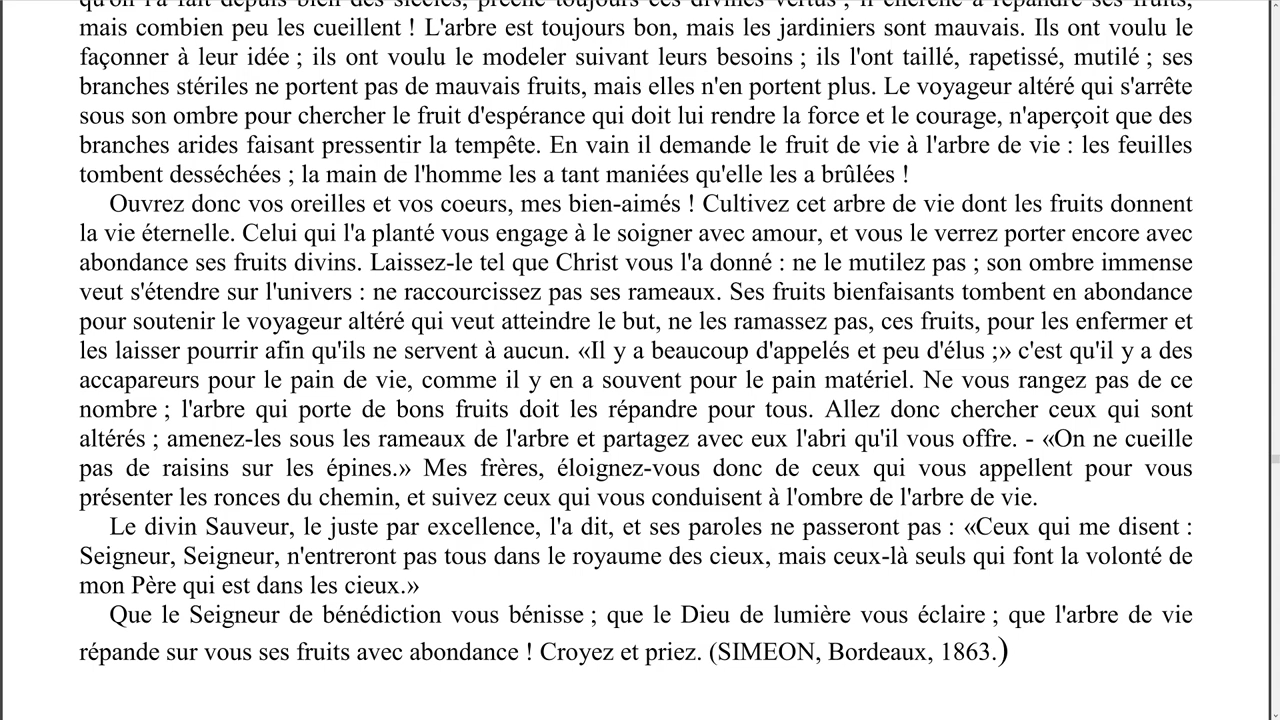 qu'on l'a fait depuis bien des siècles, prêche toujours ces divines vertus ; il cherche à répandre ses fruits,
mais combien peu les cueillent ! L'arbre est toujours bon, mais les jardiniers sont mauvais. Ils ont voulu le
façonner à leur idée ; ils ont voulu le modeler suivant leurs besoins ; ils l'ont taillé, rapetissé, mutilé ; ses
branches stériles ne portent pas de mauvais fruits, mais elles n'en portent plus. Le voyageur altéré qui s'arrête
sous son ombre pour chercher le fruit d'espérance qui doit lui rendre la force et le courage, n'aperçoit que des
branches arides faisant pressentir la tempête. En vain il demande le fruit de vie à l'arbre de vie : les feuilles
tombent desséchées ; la main de l'homme les a tant maniées qu'elle les a brûlées !
Ouvrez donc vos oreilles et vos coeurs, mes bien-aimés ! Cultivez cet arbre de vie dont les fruits donnent
la vie éternelle. Celui qui l'a planté vous engage à le soigner avec amour, et vous le verrez porter encore avec
abondance ses fruits divins. Laissez-le tel que Christ vous l'a donné : ne le mutilez pas ; son ombre immense
veut s'étendre sur l'univers : ne raccourcissez pas ses rameaux. Ses fruits bienfaisants tombent en abondance
pour soutenir le voyageur altéré qui veut atteindre le but, ne les ramassez pas, ces fruits, pour les enfermer et
les laisser pourrir afin qu'ils ne servent à aucun. «Il y a beaucoup d'appelés et peu d'élus ;» c'est qu'il y a des
accapareurs pour le pain de vie, comme il y en a souvent pour le pain matériel. Ne vous rangez pas de ce
nombre ; l'arbre qui porte de bons fruits doit les répandre pour tous. Allez donc chercher ceux qui sont
altérés ; amenez-les sous les rameaux de l'arbre et partagez avec eux l'abri qu'il vous offre. - «On ne cueille
pas de raisins sur les épines.» Mes frères, éloignez-vous donc de ceux qui vous appellent pour vous
présenter les ronces du chemin, et suivez ceux qui vous conduisent à l'ombre de l'arbre de vie.
Le divin Sauveur, le juste par excellence, l'a dit, et ses paroles ne passeront pas : «Ceux qui me disent :
Seigneur, Seigneur, n'entreront pas tous dans le royaume des cieux, mais ceux-là seuls qui font la volonté de
mon Père qui est dans les cieux.»
Que le Seigneur de bénédiction vous bénisse ; que le Dieu de lumière vous éclaire ; que l'arbre de vie
répande sur vous ses fruits avec abondance ! Croyez et priez. (SIMEON, Bordeaux, 1863.)